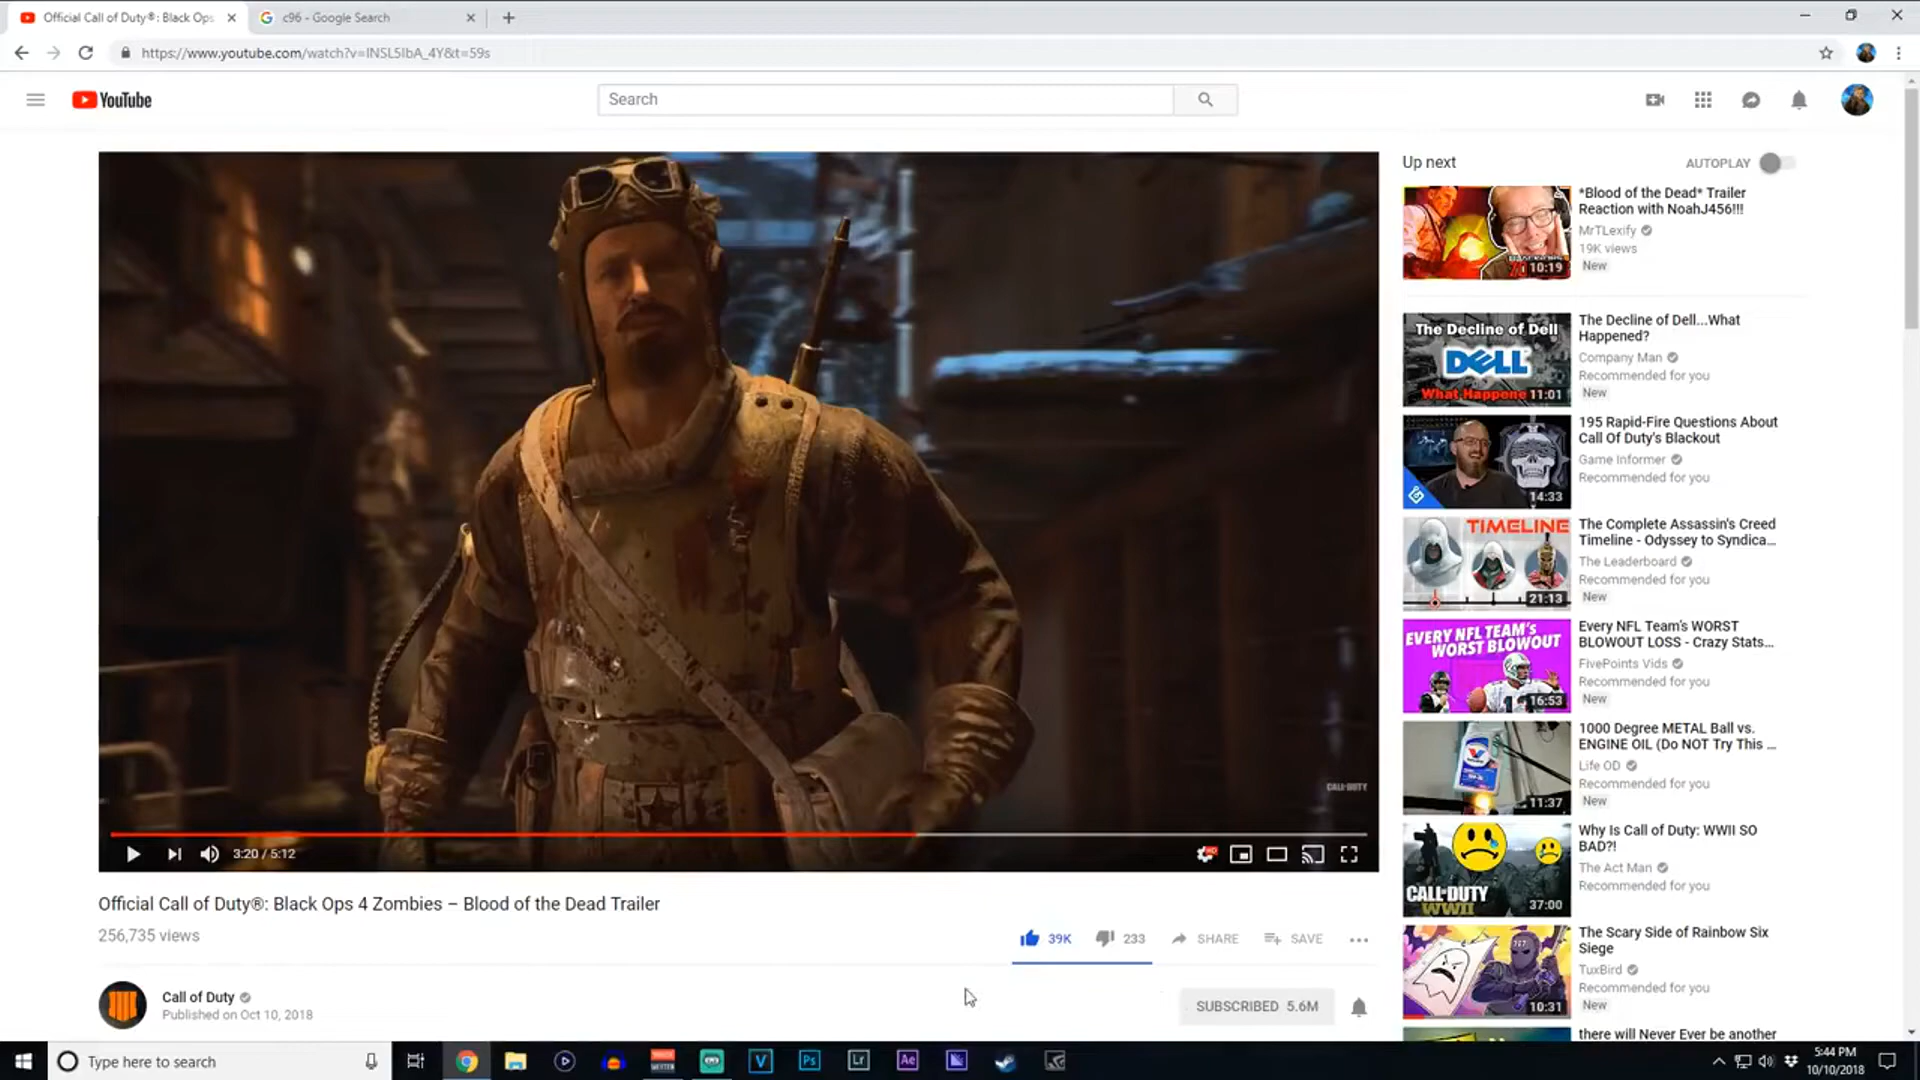 Official Call of Duty®: Black Ops
c96 - Google Search
https://www.youtube.com/watch?v=INSL5IbA_4Y&t=59s
YouTube
Search
CALL·DUTY
3:20 / 5:12
HD
Official Call of Duty®: Black Ops 4 Zombies – Blood of the Dead Trailer
256,735 views
39K
233
SHARE
SAVE
Call of Duty
Published on Oct 10, 2018
SUBSCRIBED 5.6M
Up next
AUTOPLAY
10:19
*Blood of the Dead* Trailer
Reaction with NoahJ456!!!
MrTLexify
19K views
New
The Decline of Dell
DELL
What Happene
11:01
The Decline of Dell...What
Happened?
Company Man
Recommended for you
New
14:33
195 Rapid-Fire Questions About
Call Of Duty's Blackout
Game Informer
Recommended for you
TIMELINE
21:13
The Complete Assassin's Creed
Timeline - Odyssey to Syndica...
The Leaderboard
Recommended for you
New
EVERY NFL TEAM'S
WORST BLOWOUT
16:53
Every NFL Team's WORST
BLOWOUT LOSS - Crazy Stats...
FivePoints Vids
Recommended for you
New
11:37
1000 Degree METAL Ball vs.
ENGINE OIL (Do NOT Try This ...
Life OD
Recommended for you
New
CALL·DUTY
WWII
37:00
Why Is Call of Duty: WWII SO
BAD?!
The Act Man
Recommended for you
10:31
The Scary Side of Rainbow Six
Siege
TuxBird
Recommended for you
New
there will Never Ever be another
Type here to search
V
Ps
Lr
Ae
5:44 PM
10/10/2018